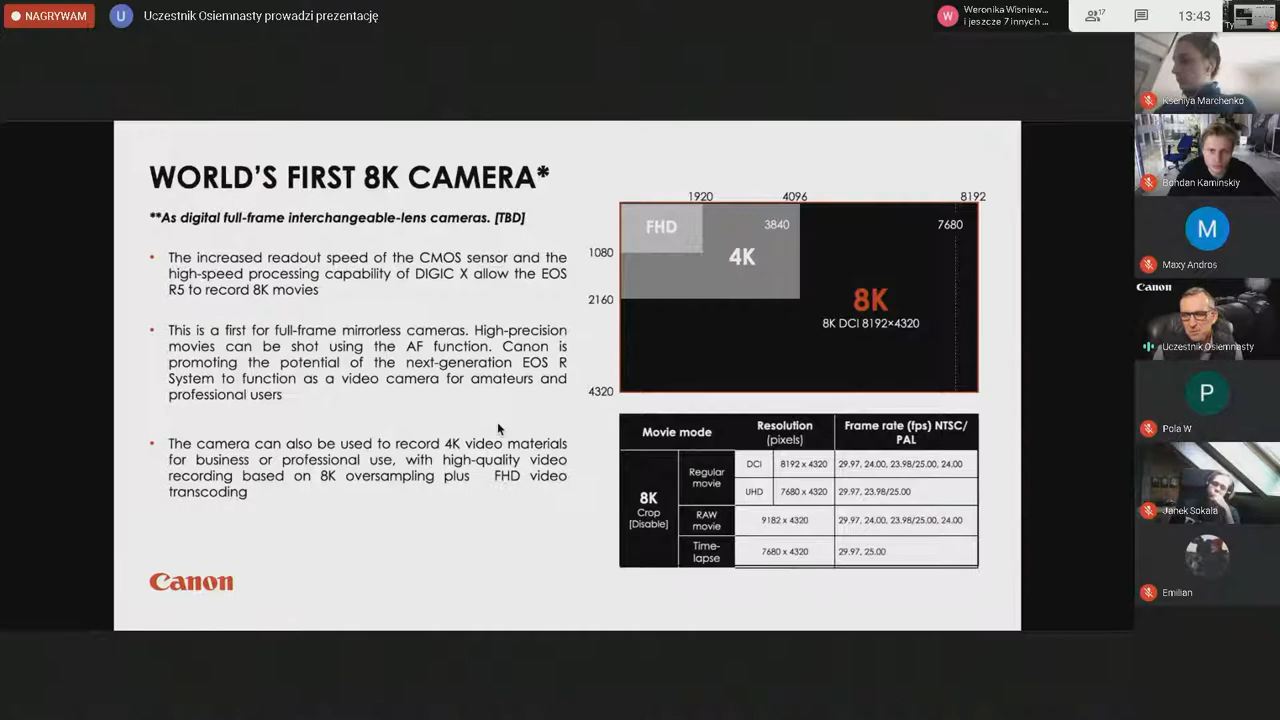 NAGRYWAM
U
Uczestnik Osiemnasty prowadzi prezentację
W
Weronika Wisniew...
i jeszcze 7 innych ...
17
13:43
WORLD'S FIRST 8K CAMERA*
**As digital full-frame interchangeable-lens cameras. [TBD]
• The increased readout speed of the CMOS sensor and the
high-speed processing capability of DIGIC X allow the EOS
R5 to record 8K movies
• This is a first for full-frame mirrorless cameras. High-precision
movies can be shot using the AF function. Canon is
promoting the potential of the next-generation EOS R
System to function as a video camera for amateurs and
professional users
• The camera can also be used to record 4K video materials
for business or professional use, with high-quality video
recording based on 8K oversampling plus FHD video
transcoding
Canon
1920 4096 8192
FHD 3840 7680
1080
4K
2160
8K
8K DCI 8192×4320
4320
Movie mode
Resolution
(pixels)
Frame rate (fps) NTSC/
PAL
8K
Crop
[Disable]
Regular
movie
DCI 8192 x 4320 29.97, 24.00, 23.98/25.00, 24.00
UHD 7680 x 4320 29.97, 23.98/25.00
RAW
movie
9182 x 4320 29.97, 24.00, 23.98/25.00, 24.00
Time-
lapse
7680 x 4320 29.97, 25.00
Kseniya Marchenko
Bohdan Kaminskiy
M
Maxy Andros
Canon
Uczestnik Osiemnasty
P
Pola W
Janek Sokala
Emilian